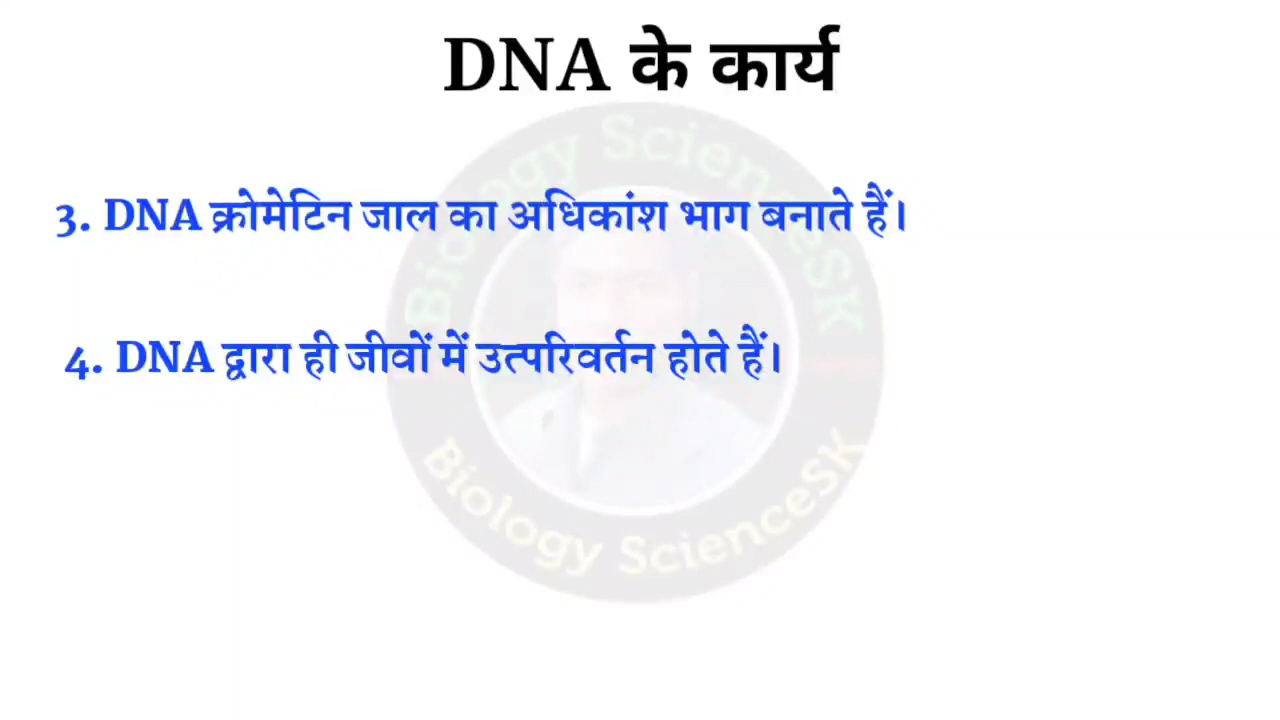 DNA के कार्य
Biology ScienceSK
3. DNA क्रोमेटिन जाल का अधिकांश भाग बनाते हैं।
4. DNA द्वारा ही जीवों में उत्परिवर्तन होते हैं।
Biology ScienceSK